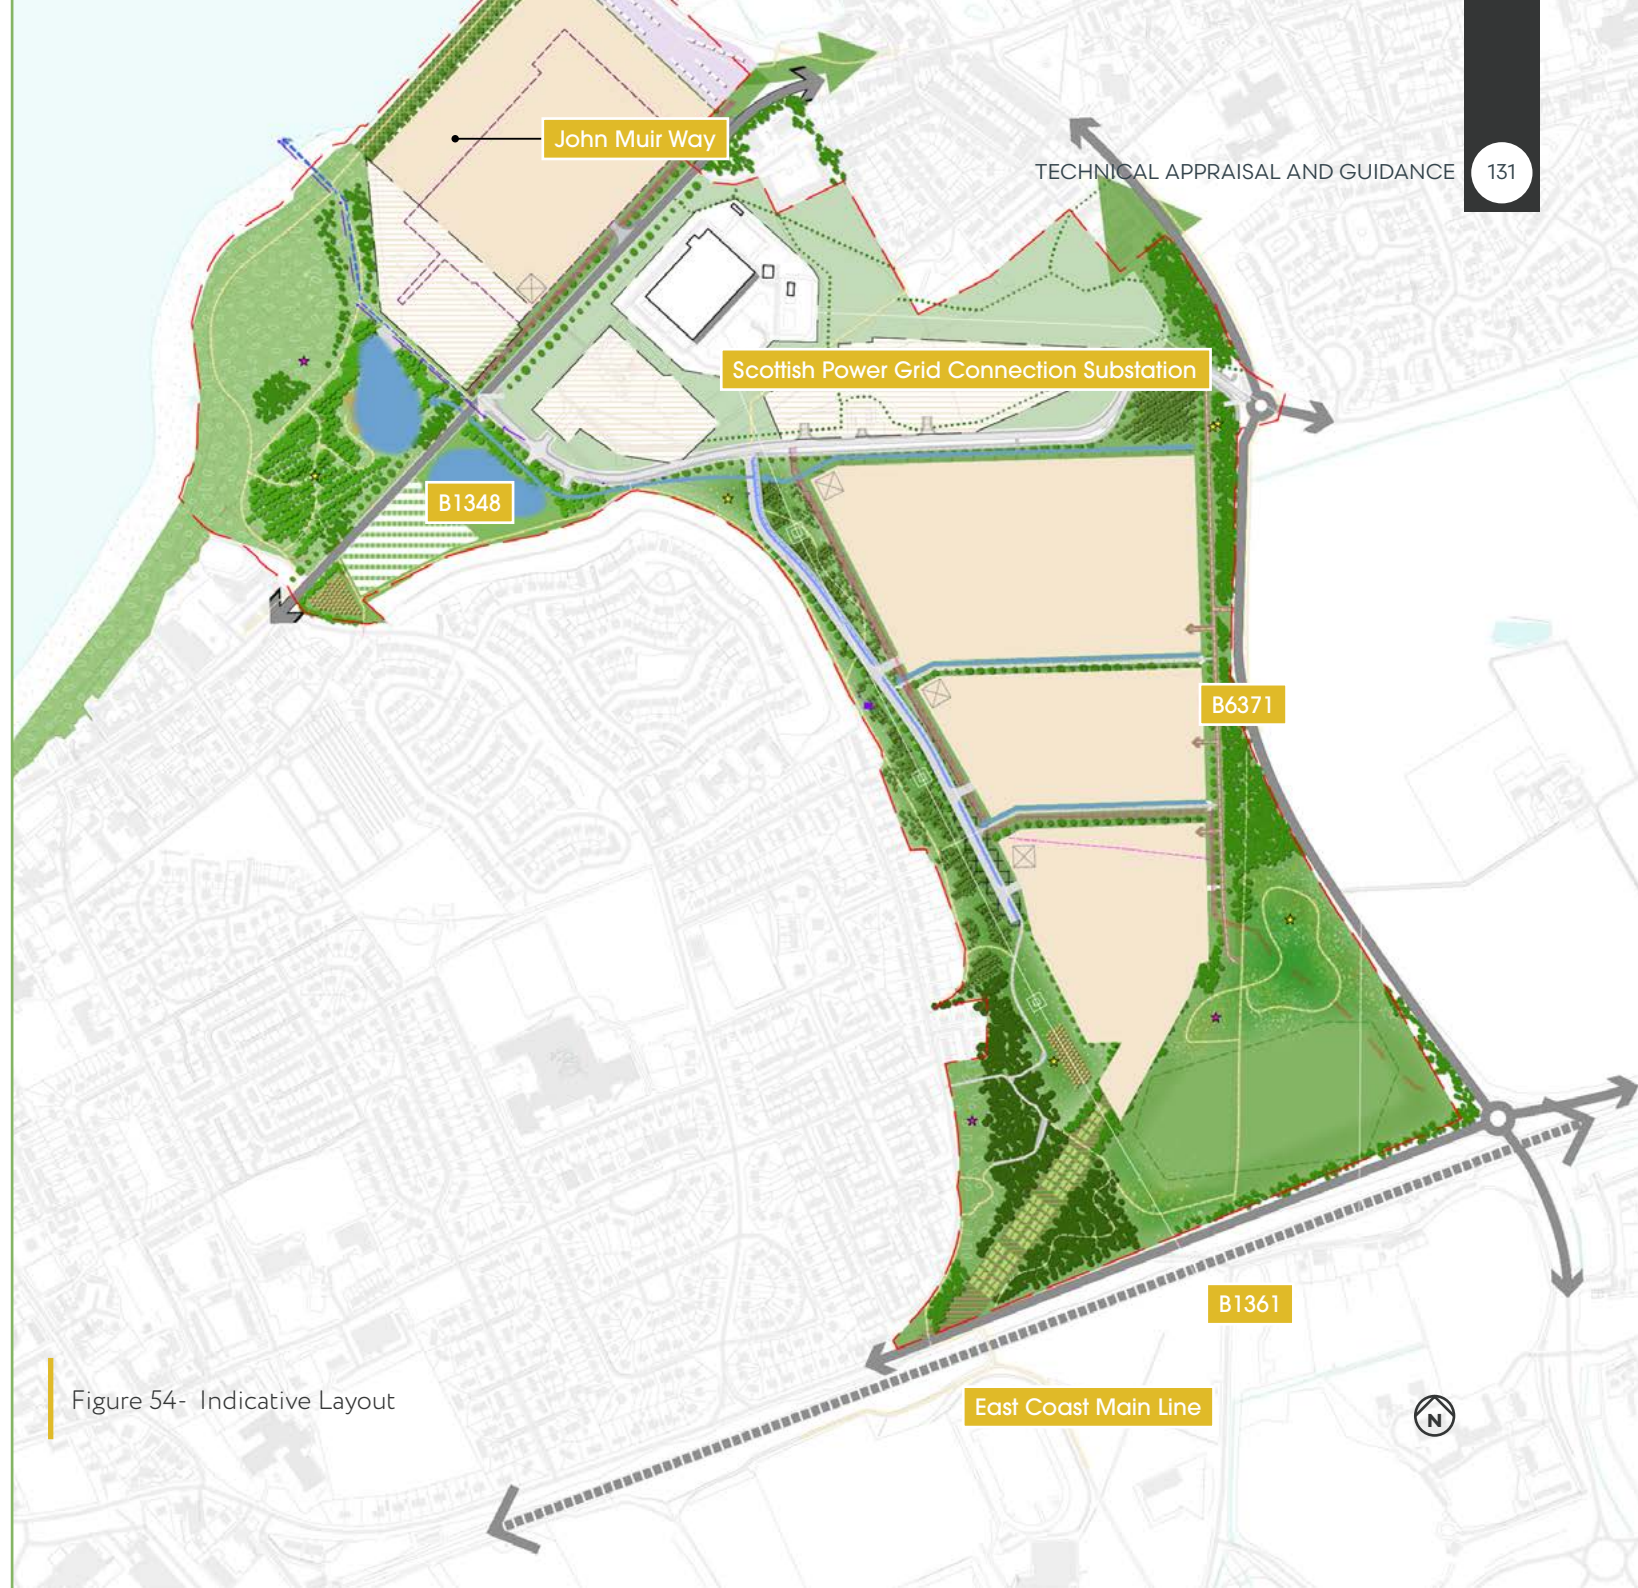 John Muir Way
TECHNICAL APPRAISAL AND GUIDANCE 131
Scottish Power Grid Connection Substation
B1348
B6371
B1361
Figure 54- Indicative Layout
East Coast Main Line
N